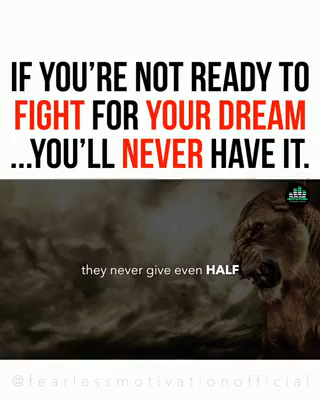 IF YOU'RE NOT READY TO
FIGHT FOR YOUR DREAM
...YOU'LL NEVER HAVE IT.
they never give even HALF
@fearlessmotivationofficial